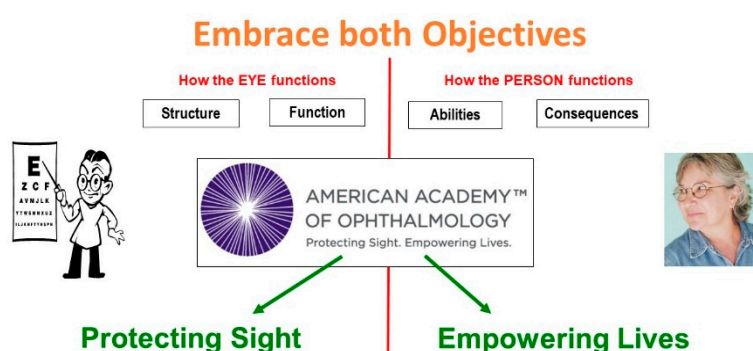 Embrace both Objectives
How the EYE functions
How the PERSON functions
Structure
Function
Abilities
Consequences
E
Z C F
AMERICAN ACADEMY™
OF OPHTHALMOLOGY
Protecting Sight. Empowering Lives.
Protecting Sight
Empowering Lives